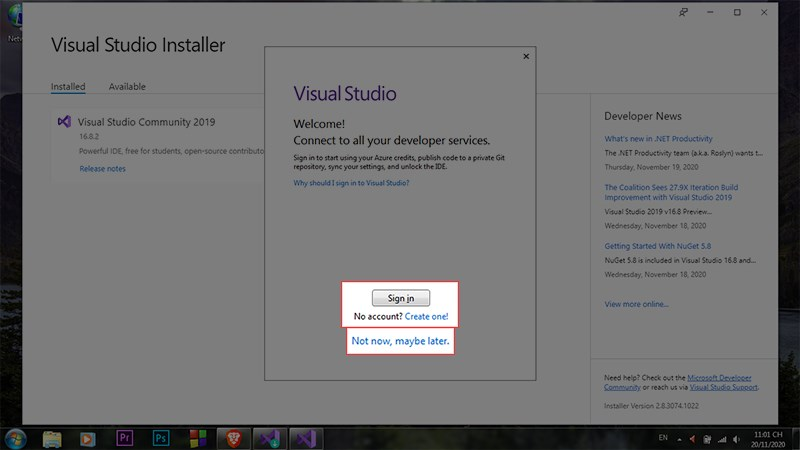 Netw
Visual Studio Installer
Installed
Available
Visual Studio Community 2019
16.8.2
Powerful IDE, free for students, open-source contributo
Release notes
Visual Studio
Welcome!
Connect to all your developer services.
Sign in to start using your Azure credits, publish code to a private Git
repository, sync your settings, and unlock the IDE.
Why should I sign in to Visual Studio?
Sign in
No account? Create one!
Not now, maybe later.
Developer News
What's new in .NET Productivity
The .NET Productivity team (a.k.a. Roslyn) wants t...
Thursday, November 19, 2020
The Coalition Sees 27.9X Iteration Build
Improvement with Visual Studio 2019
Visual Studio 2019 v16.8 Preview...
Wednesday, November 18, 2020
Getting Started With NuGet 5.8
NuGet 5.8 is included in Visual Studio 16.8 and...
Wednesday, November 18, 2020
View more online...
Need help? Check out the Microsoft Developer
Community or reach us via Visual Studio Support.
Installer Version 2.8.3074.1022
Pr
Ps
EN
11:01 CH
20/11/2020